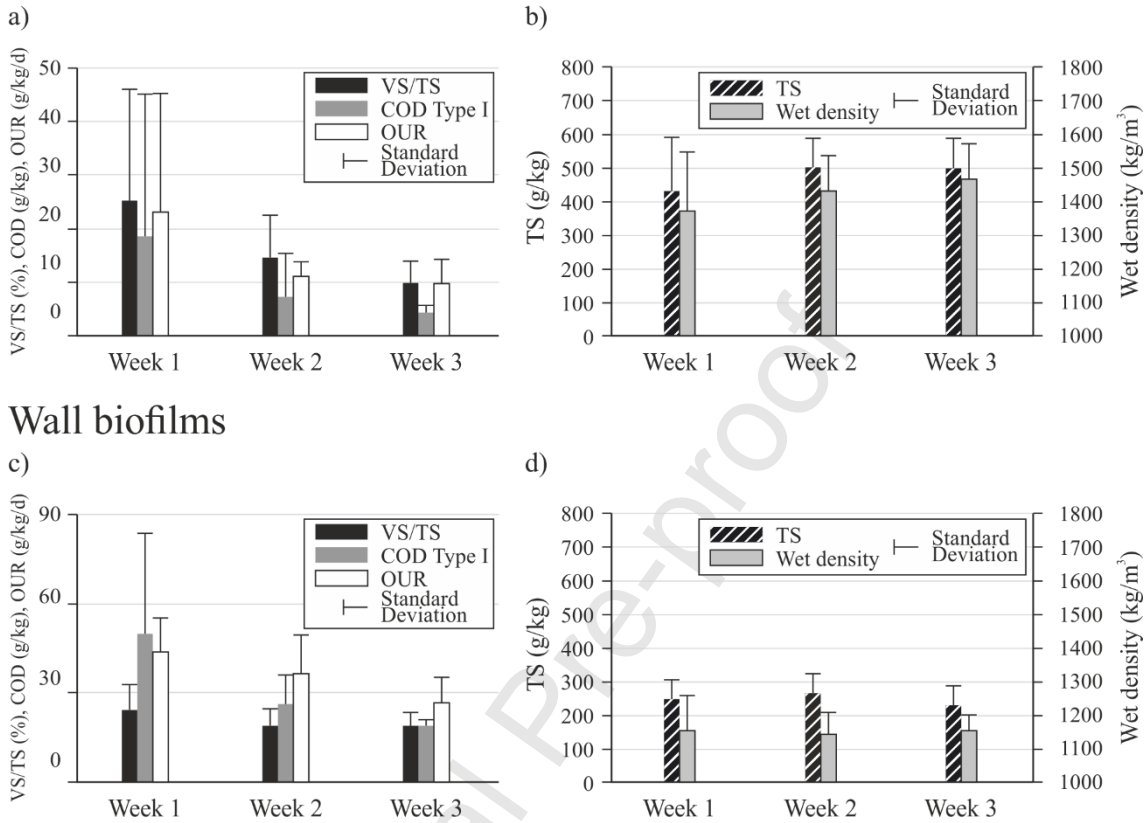 a)
VS/TS (%), COD (g/kg), OUR (g/kg/d)
50
40
30
20
10
0
VS/TS
COD Type I
OUR
Standard
Deviation
Week 1 Week 2 Week 3
b)
TS (g/kg)
800
700
600
500
400
300
200
100
0
TS
Wet density
Standard
Deviation
1800
1700
1600
1500
1400
1300
1200
1100
1000
Wet density (kg/m³)
Week 1 Week 2 Week 3
Wall biofilms
c)
VS/TS (%), COD (g/kg), OUR (g/kg/d)
90
60
30
0
VS/TS
COD Type I
OUR
Standard
Deviation
Week 1 Week 2 Week 3
d)
TS (g/kg)
800
700
600
500
400
300
200
100
0
TS
Wet density
Standard
Deviation
1800
1700
1600
1500
1400
1300
1200
1100
1000
Wet density (kg/m³)
Week 1 Week 2 Week 3
al Pre-proof